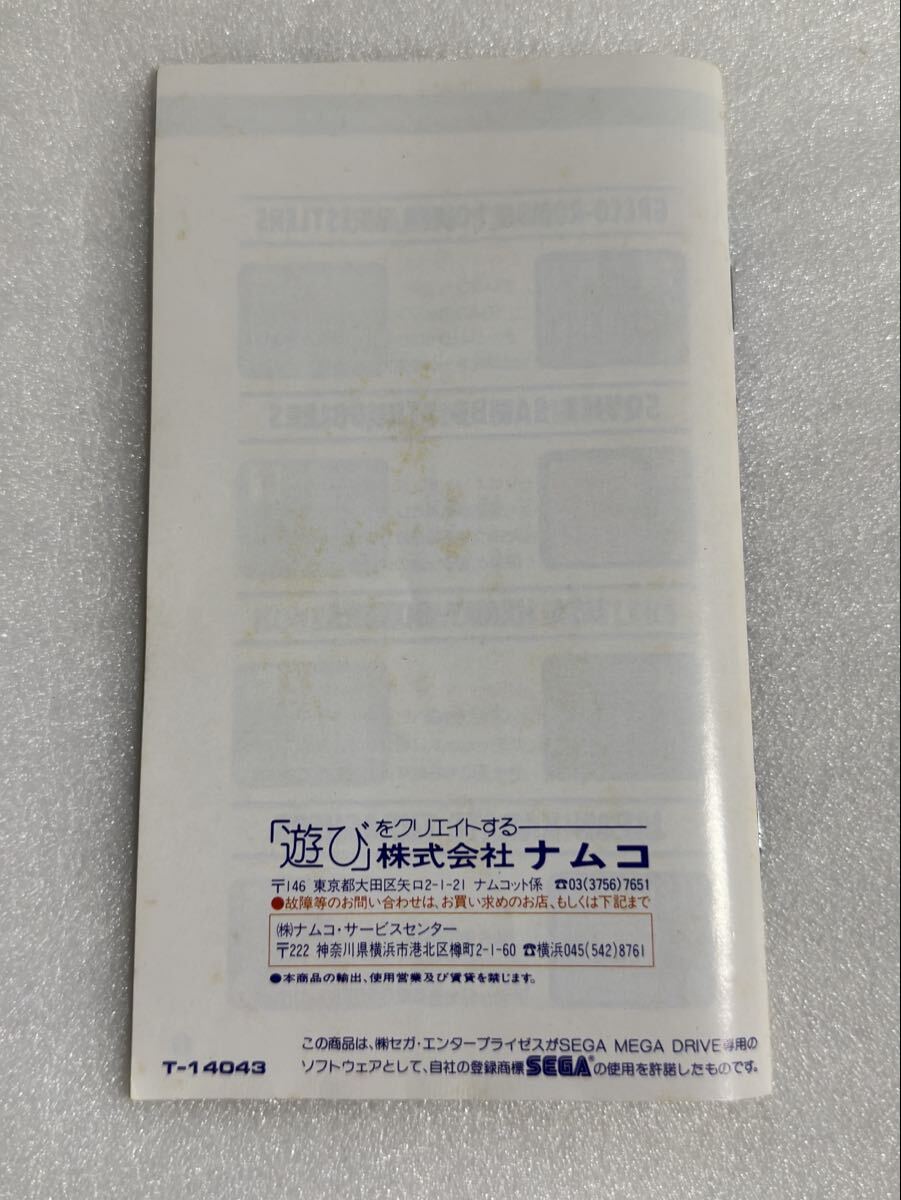 「遊び」をクリエイトする
株式会社 ナムコ
〒146 東京都大田区矢口2-1-21 ナムコット係 ☎03(3756)7651
●故障等のお問い合わせは、お買い求めのお店、もしくは下記まで
㈱ナムコ・サービスセンター
〒222 神奈川県横浜市港北区樽町2-1-60 ☎横浜045(542)8761
●本商品の輸出、使用営業及び賃貸を禁じます。
この商品は、㈱セガ・エンタープライゼスがSEGA MEGA DRIVE専用の
T-14043 ソフトウェアとして、自社の登録商標SEGA®の使用を許諾したものです。